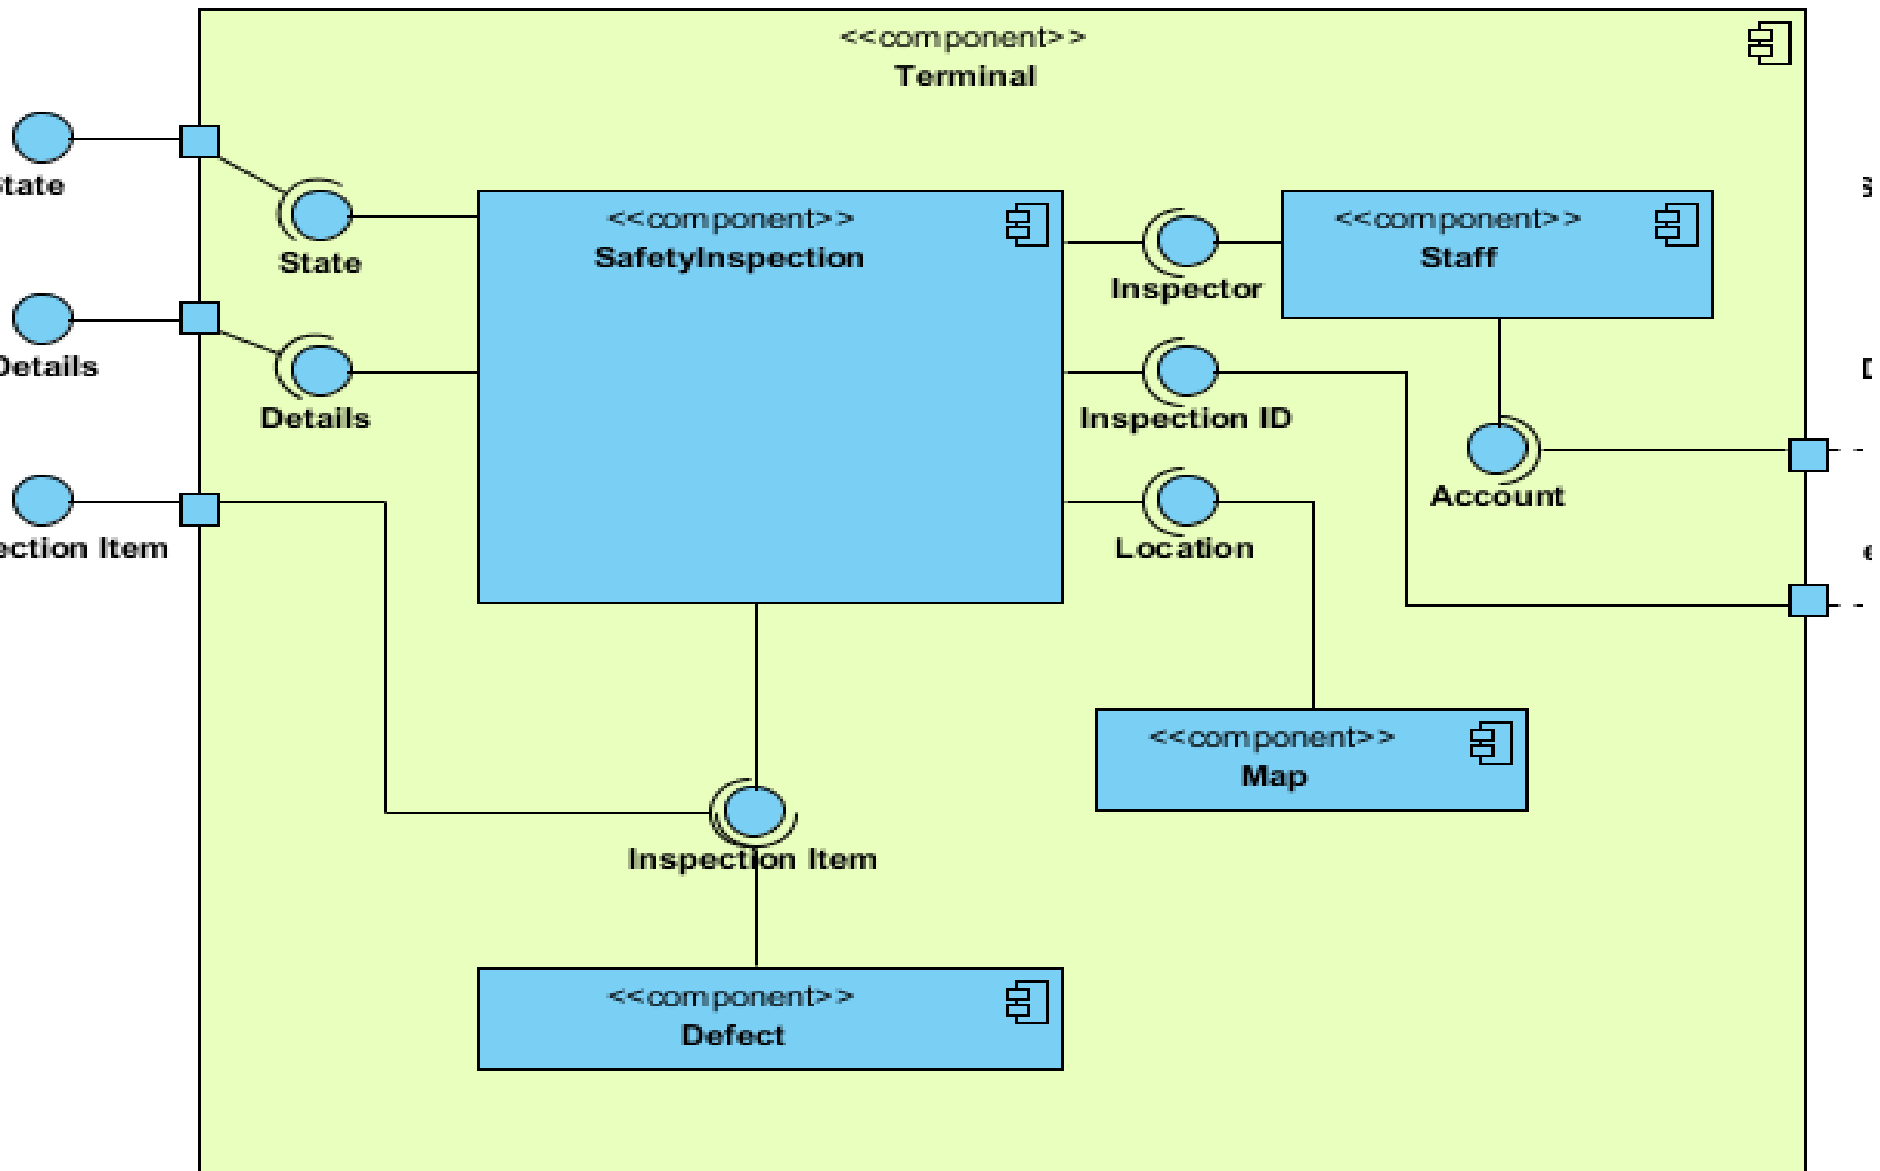 <<component>>
Terminal
State
<<component>>
SafetyInspection
<<component>>
Staff
State
Inspector
Details
Details
Inspection ID
Account
Item
Location
<<component>>
Map
Inspection Item
<<component>>
Defect